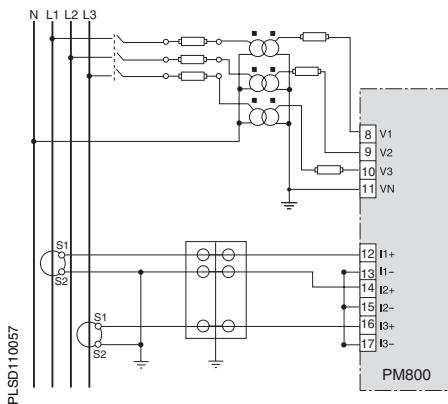 N L1 L2 L3
8 V1
9 V2
10 V3
11 VN
S1
S2
12 I1+
13 I1-
14 I2+
15 I2-
16 I3+
17 I3-
S1
S2
PM800
PLSD110057